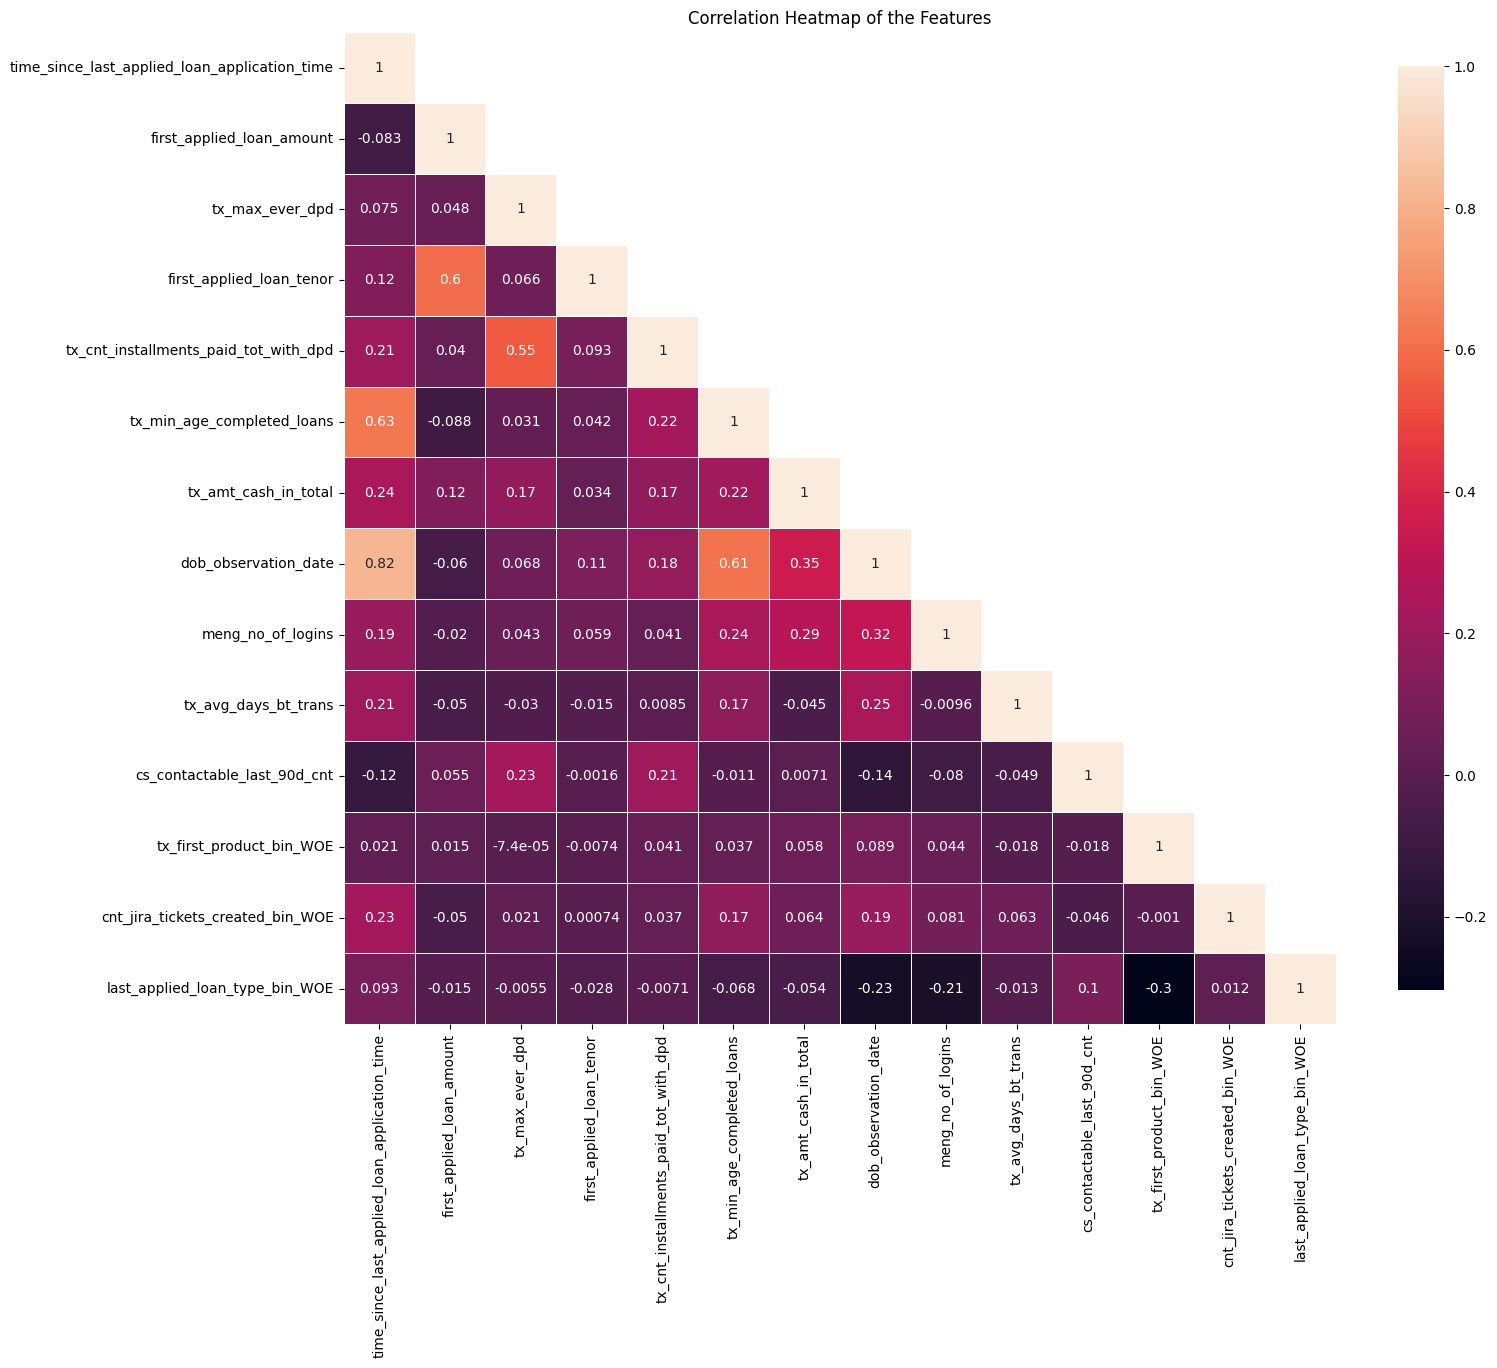 Correlation Heatmap of the Features
time_since_last_applied_loan_application_time 1
first_applied_loan_amount -0.083 1
tx_max_ever_dpd 0.075 0.048 1
first_applied_loan_tenor 0.12 0.6 0.066 1
tx_cnt_installments_paid_tot_with_dpd 0.21 0.04 0.55 0.093 1
tx_min_age_completed_loans 0.63 -0.088 0.031 0.042 0.22 1
tx_amt_cash_in_total 0.24 0.12 0.17 0.034 0.17 0.22 1
dob_observation_date 0.82 -0.06 0.068 0.11 0.18 0.61 0.35 1
meng_no_of_logins 0.19 -0.02 0.043 0.059 0.041 0.24 0.29 0.32 1
tx_avg_days_bt_trans 0.21 -0.05 -0.03 -0.015 0.0085 0.17 -0.045 0.25 -0.0096 1
cs_contactable_last_90d_cnt -0.12 0.055 0.23 -0.0016 0.21 -0.011 0.0071 -0.14 -0.08 -0.049 1
tx_first_product_bin_WOE 0.021 0.015 -7.4e-05 -0.0074 0.041 0.037 0.058 0.089 0.044 -0.018 -0.018 1
cnt_jira_tickets_created_bin_WOE 0.23 -0.05 0.021 0.00074 0.037 0.17 0.064 0.19 0.081 0.063 -0.046 -0.001 1
last_applied_loan_type_bin_WOE 0.093 -0.015 -0.0055 -0.028 -0.0071 -0.068 -0.054 -0.23 -0.21 -0.013 0.1 -0.3 0.012 1
time_since_last_applied_loan_application_time
first_applied_loan_amount
tx_max_ever_dpd
first_applied_loan_tenor
tx_cnt_installments_paid_tot_with_dpd
tx_min_age_completed_loans
tx_amt_cash_in_total
dob_observation_date
meng_no_of_logins
tx_avg_days_bt_trans
cs_contactable_last_90d_cnt
tx_first_product_bin_WOE
cnt_jira_tickets_created_bin_WOE
last_applied_loan_type_bin_WOE
1.0
0.8
0.6
0.4
0.2
0.0
−0.2